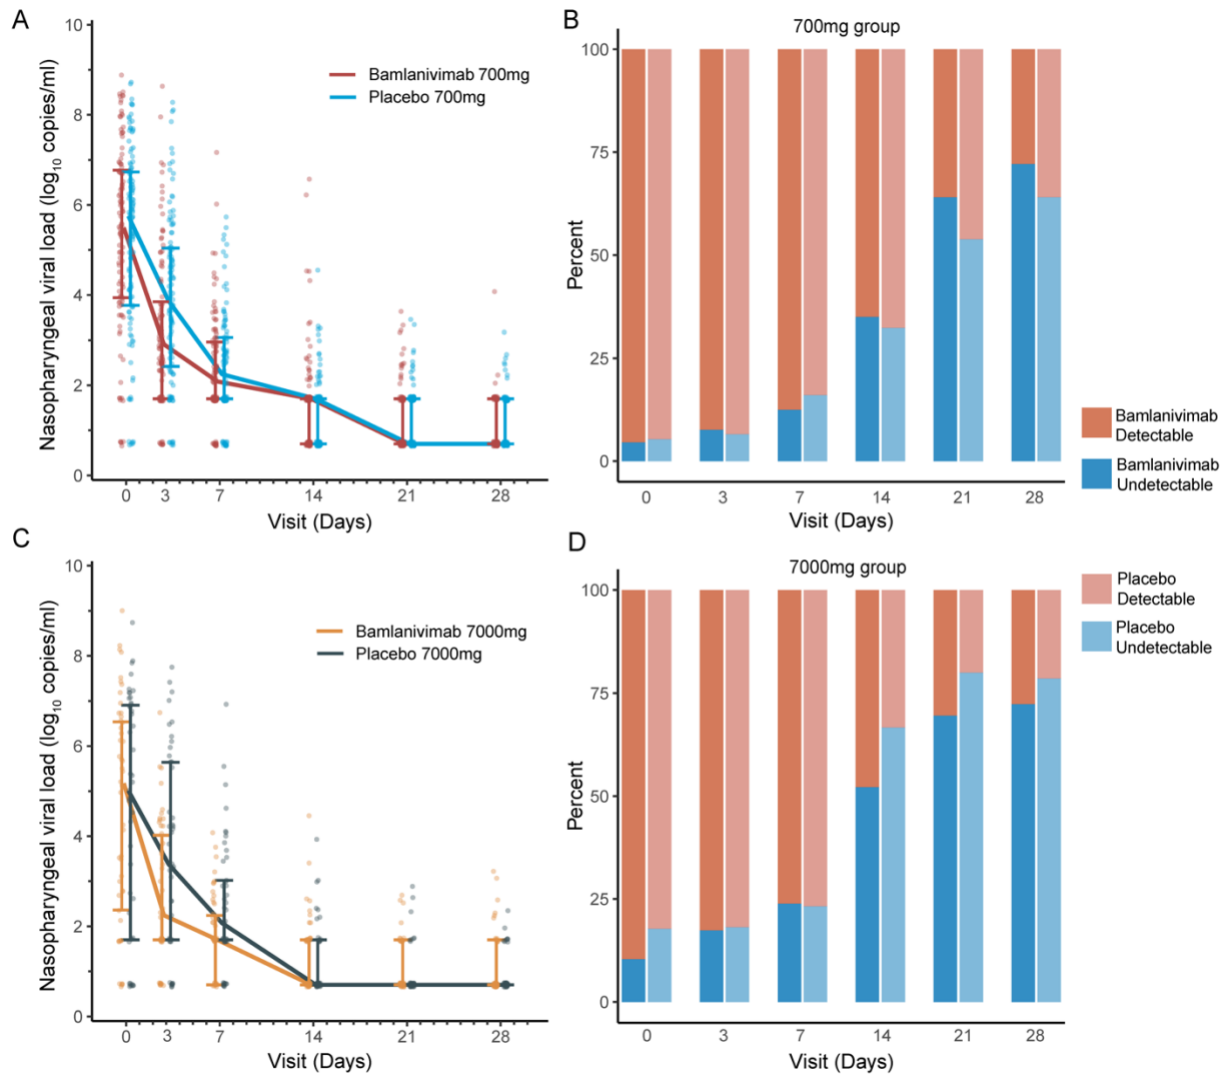 A
Nasopharyngeal viral load (log10 copies/ml)
10
8
6
4
2
0
Bamlanivimab 700mg
Placebo 700mg
0 3 7 14 21 28
Visit (Days)
B
700mg group
Percent
100
75
50
25
0
0 3 7 14 21 28
Visit (Days)
Bamlanivimab
Detectable
Bamlanivimab
Undetectable
C
Nasopharyngeal viral load (log10 copies/ml)
10
8
6
4
2
0
Bamlanivimab 7000mg
Placebo 7000mg
0 3 7 14 21 28
Visit (Days)
D
7000mg group
Percent
100
75
50
25
0
0 3 7 14 21 28
Visit (Days)
Placebo
Detectable
Placebo
Undetectable